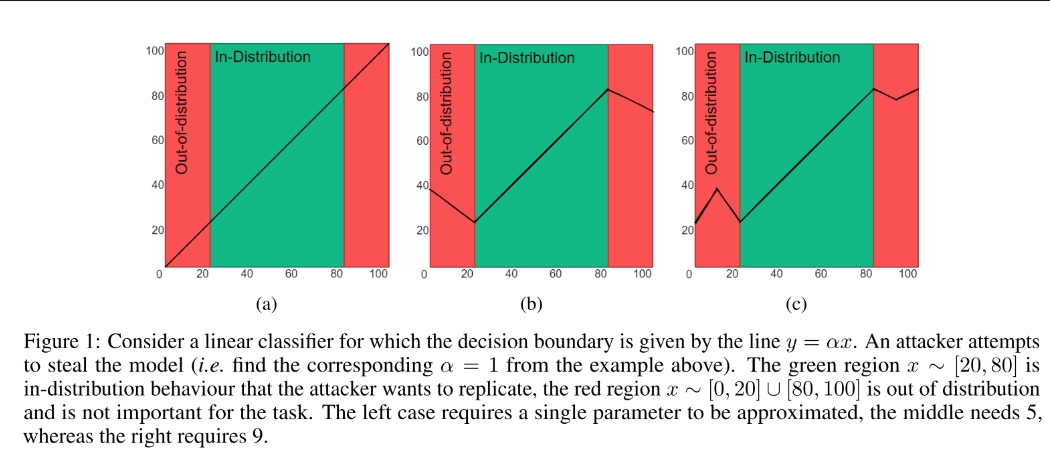 100
80
60
40
20
0
20
40
60
80
100
Out-of-distribution
In-Distribution
(a)
100
80
60
40
20
0
20
40
60
80
100
Out-of-distribution
In-Distribution
(b)
100
80
60
40
20
0
20
40
60
80
100
Out-of-distribution
In-Distribution
(c)
Figure 1: Consider a linear classifier for which the decision boundary is given by the line y = αx. An attacker attempts
to steal the model (i.e. find the corresponding α = 1 from the example above). The green region x ∼ [20, 80] is
in-distribution behaviour that the attacker wants to replicate, the red region x ∼ [0, 20] ∪ [80, 100] is out of distribution
and is not important for the task. The left case requires a single parameter to be approximated, the middle needs 5,
whereas the right requires 9.